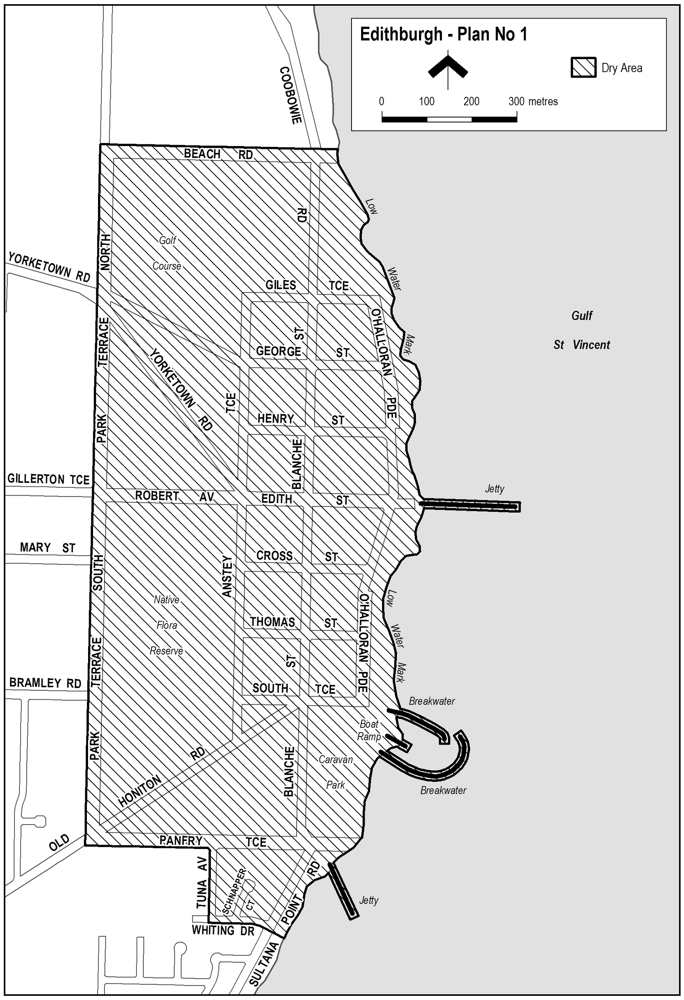 Edithburgh - Plan No 1
Dry Area
0 100 200 300 metres
COOBOWIE
BEACH RD
Low
RD
Golf
Course
NORTH
YORKETOWN RD
Water
GILES TCE
O'HALLORAN
Gulf
St Vincent
ST
TERRACE
Mark
GEORGE ST
YORKETOWN
RD
TCE
PDE
HENRY ST
PARK
BLANCHE
GILLERTON TCE
Jetty
ROBERT AV
EDITH ST
MARY ST
CROSS ST
SOUTH
ANSTEY
Native
Flora
Reserve
Low
O'HALLORAN
THOMAS ST
Water
TERRACE
ST
Mark
PDE
BRAMLEY RD
SOUTH TCE
Breakwater
Boat
Ramp
PARK
RD
BLANCHE
Caravan
Park
HONITON
Breakwater
OLD
PANFRY TCE
TUNA AV
RD
SCHNAPPER
CT
Jetty
POINT
WHITING DR
SULTANA